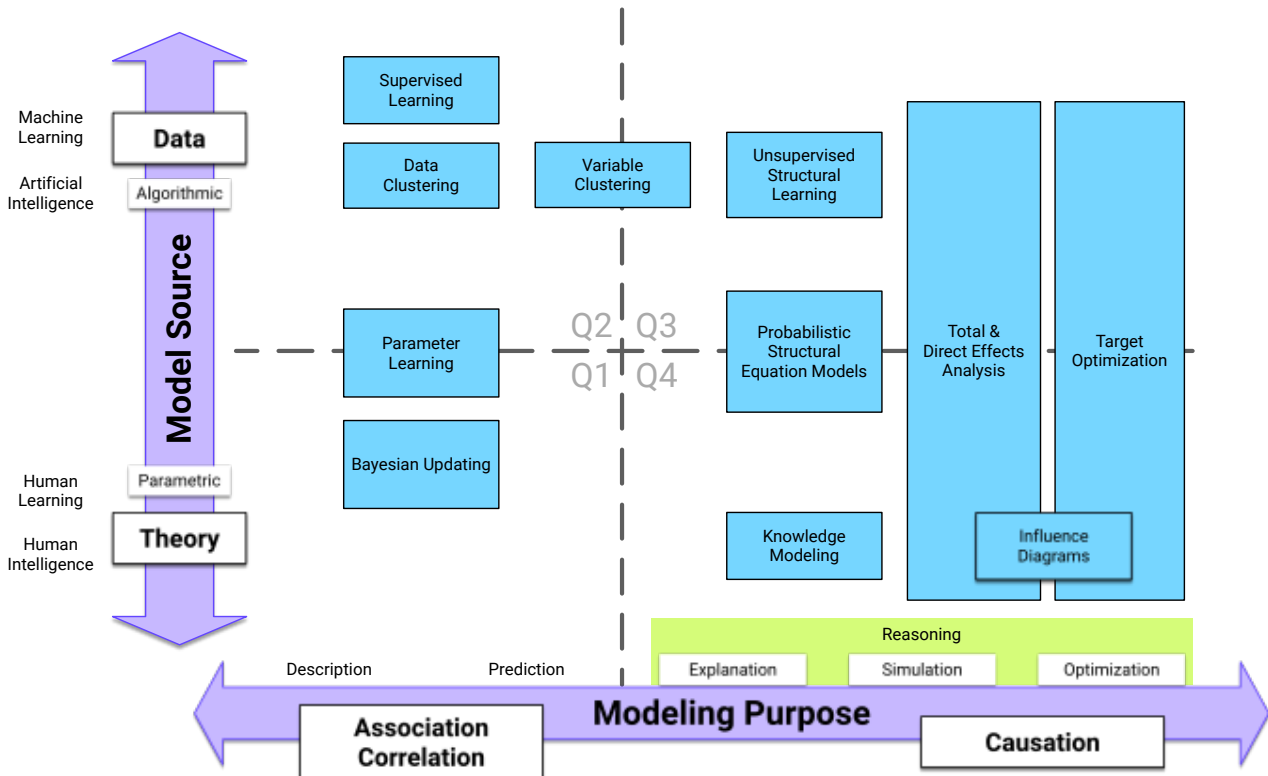 Supervised
Learning
Machine
Learning
Data
Data
Clustering
Variable
Clustering
Unsupervised
Structural
Learning
Artificial
Intelligence
Algorithmic
Model Source
Q2
Q3
Parameter
Learning
Probabilistic
Structural
Equation Models
Total &
Direct Effects
Analysis
Target
Optimization
Q1
Q4
Bayesian Updating
Human
Learning
Parametric
Theory
Human
Intelligence
Knowledge
Modeling
Influence
Diagrams
Reasoning
Description
Prediction
Explanation
Simulation
Optimization
Modeling Purpose
Association
Correlation
Causation